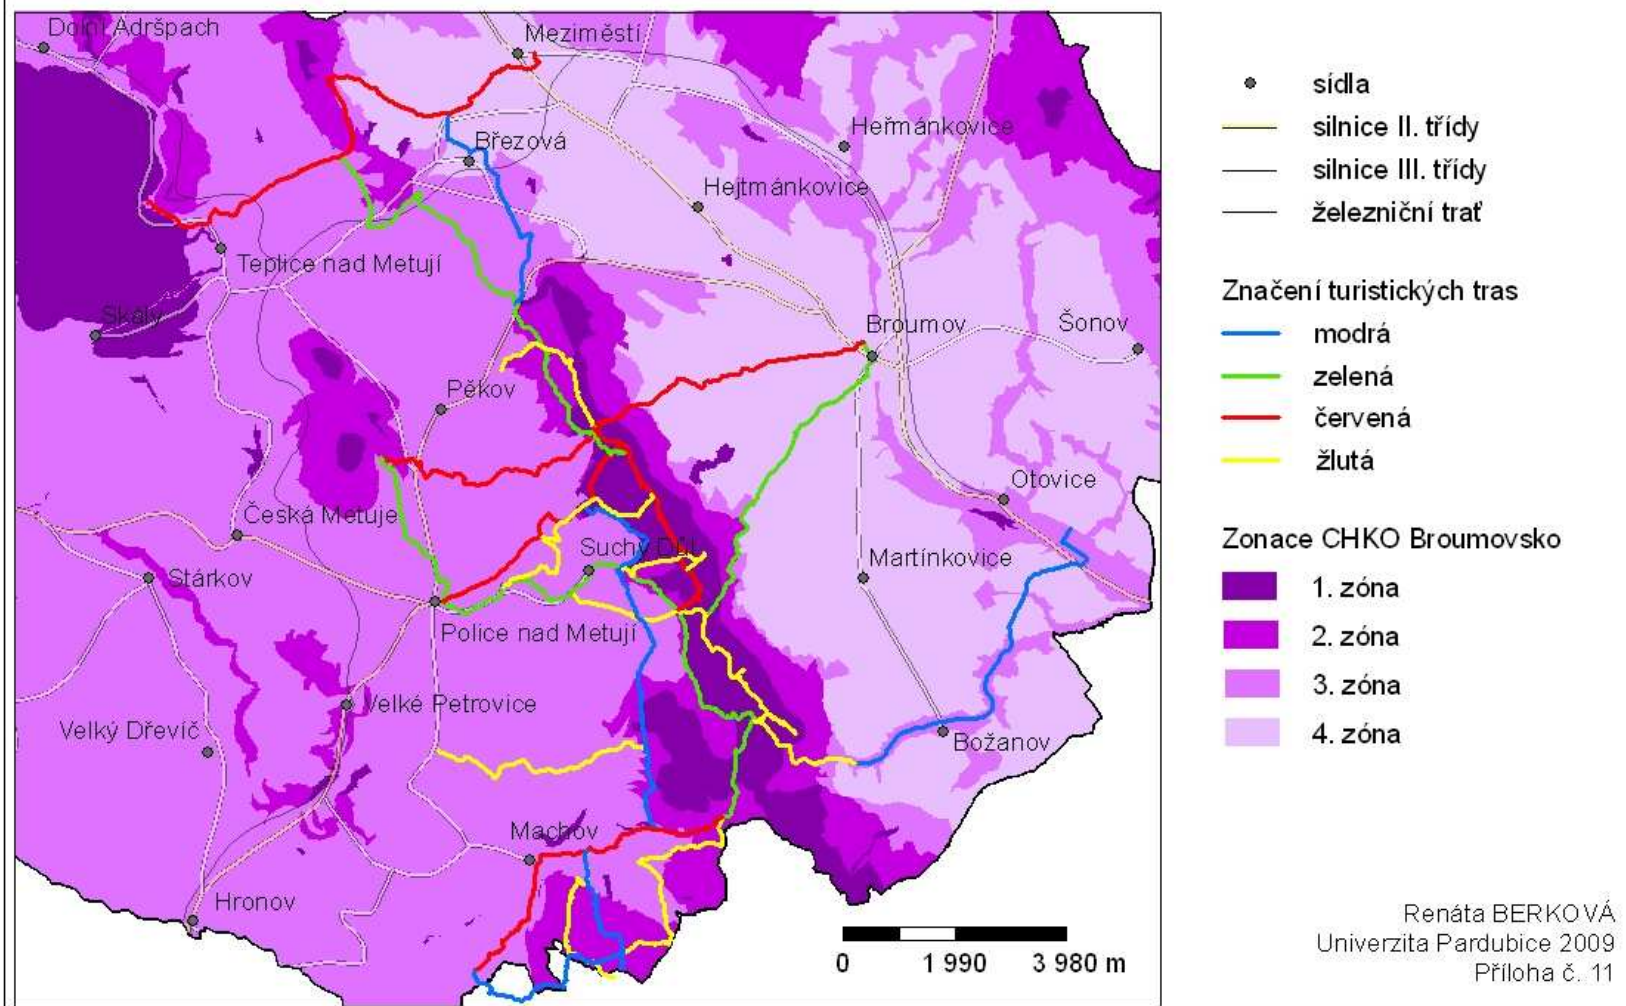 Dolní Adršpach
Meziměstí
Březová
Heřmánkovice
Hejtmánkovice
Teplice nad Metují
Skály
Broumov
Šonov
Pěkov
Česká Metuje
Otovice
Suchý Důl
Martínkovice
Stárkov
Police nad Metují
Velké Petrovice
Velký Dřevíč
Božanov
Machov
Hronov
0 1 990 3 980 m
sídla
silnice II. třídy
silnice III. třídy
železniční trať
Značení turistických tras
modrá
zelená
červená
žlutá
Zonace CHKO Broumovsko
1. zóna
2. zóna
3. zóna
4. zóna
Renáta BERKOVÁ
Univerzita Pardubice 2009
Příloha č. 11